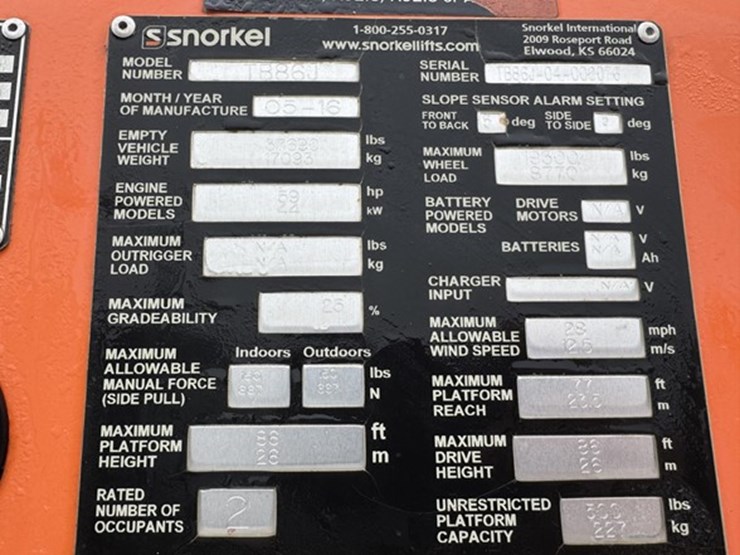 snorkel
1-800-255-0317
www.snorkellifts.com
Snorkel International
2009 Roseport Road
Elwood, KS 66024
MODEL NUMBER TB86J
SERIAL NUMBER
MONTH / YEAR OF MANUFACTURE 05-16
SLOPE SENSOR ALARM SETTING
FRONT TO BACK deg SIDE TO SIDE deg
EMPTY VEHICLE WEIGHT lbs
17093 kg
MAXIMUM WHEEL LOAD lbs
kg
ENGINE POWERED MODELS 59 hp
44 kW
BATTERY POWERED MODELS
DRIVE MOTORS N/A V
BATTERIES N/A V
N/A Ah
MAXIMUM OUTRIGGER LOAD N/A lbs
N/A kg
CHARGER INPUT N/A V
MAXIMUM GRADEABILITY 25 %
MAXIMUM ALLOWABLE WIND SPEED 28 mph
12.5 m/s
MAXIMUM ALLOWABLE MANUAL FORCE (SIDE PULL)
Indoors Outdoors
lbs
N
MAXIMUM PLATFORM REACH 77 ft
23.5 m
MAXIMUM PLATFORM HEIGHT 86 ft
26 m
MAXIMUM DRIVE HEIGHT 86 ft
26 m
RATED NUMBER OF OCCUPANTS 2
UNRESTRICTED PLATFORM CAPACITY 500 lbs
227 kg